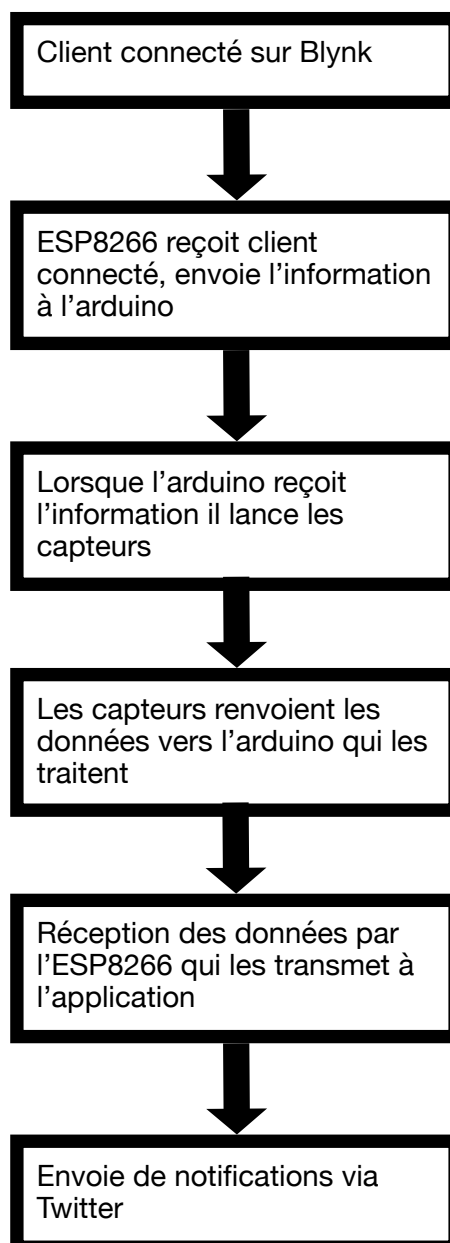 Client connecté sur Blynk
ESP8266 reçoit client
connecté, envoie l’information
à l’arduino
Lorsque l’arduino reçoit
l’information il lance les
capteurs
Les capteurs renvoient les
données vers l’arduino qui les
traitent
Réception des données par
l’ESP8266 qui les transmet à
l’application
Envoie de notifications via
Twitter